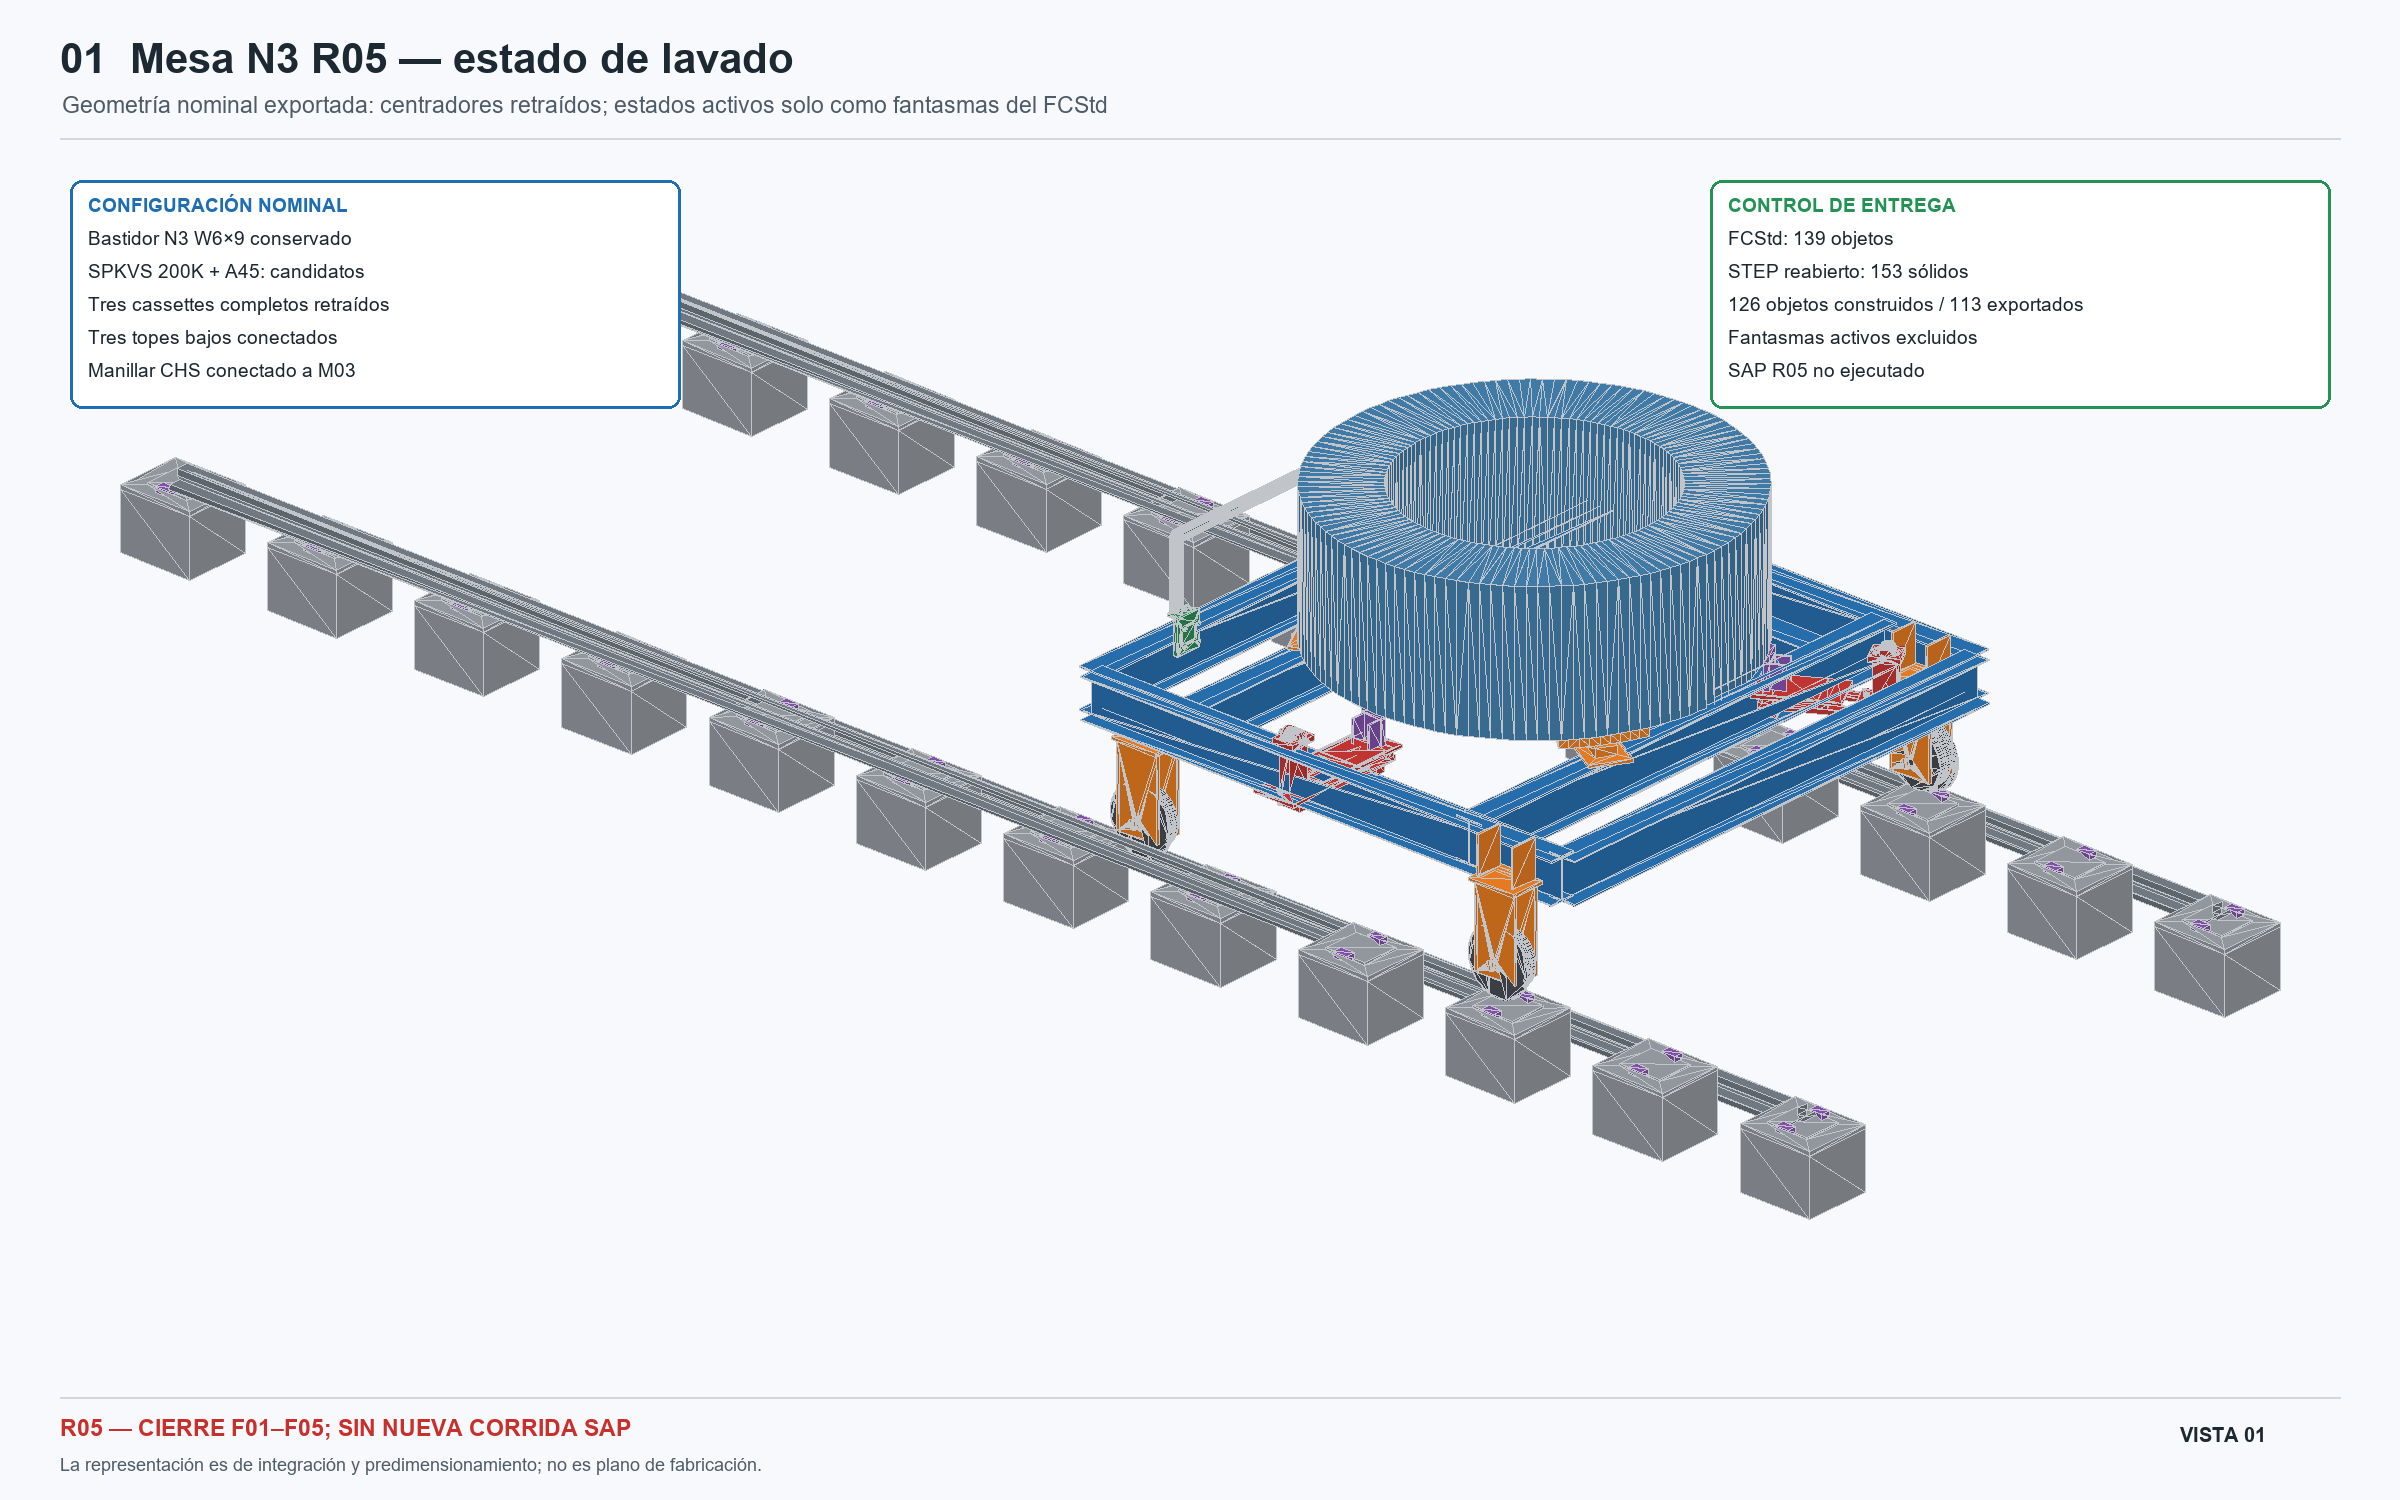 01 Mesa N3 R05 — estado de lavado
Geometría nominal exportada: centradores retraídos; estados activos solo como fantasmas del FCStd
CONFIGURACIÓN NOMINAL
Bastidor N3 W6×9 conservado
SPKVS 200K + A45: candidatos
Tres cassettes completos retraídos
Tres topes bajos conectados
Manillar CHS conectado a M03
CONTROL DE ENTREGA
FCStd: 139 objetos
STEP reabierto: 153 sólidos
126 objetos construidos / 113 exportados
Fantasmas activos excluidos
SAP R05 no ejecutado
R05 — CIERRE F01–F05; SIN NUEVA CORRIDA SAP
La representación es de integración y predimensionamiento; no es plano de fabricación.
VISTA 01